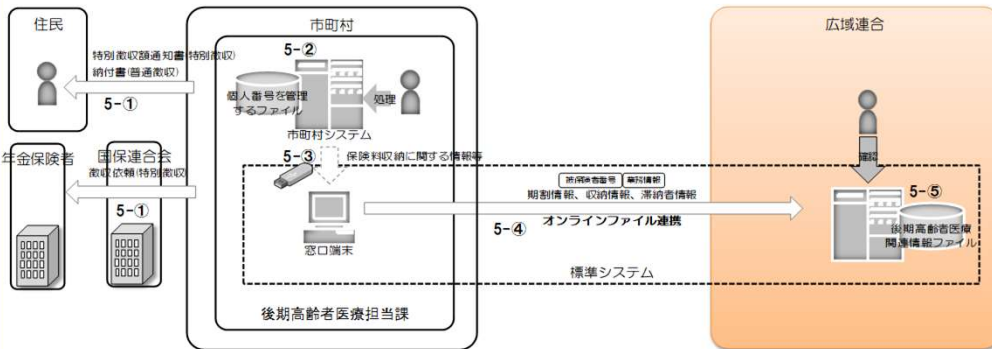 住民
市町村
広域連合
特別徴収額通知書(特別徴収)
納付書(普通徴収)
5-①
5-②
個人番号を管理
するファイル
処理
市町村システム
年金保険者
国保連合会
徴収依頼(特別徴収)
5-①
5-③
保険料収納に関する情報等
確認
被保険者番号
業務情報
期割情報、収納情報、滞納者情報
5-④
オンラインファイル連携
5-⑤
後期高齢者医療
関連情報ファイル
窓口端末
標準システム
後期高齢者医療担当課